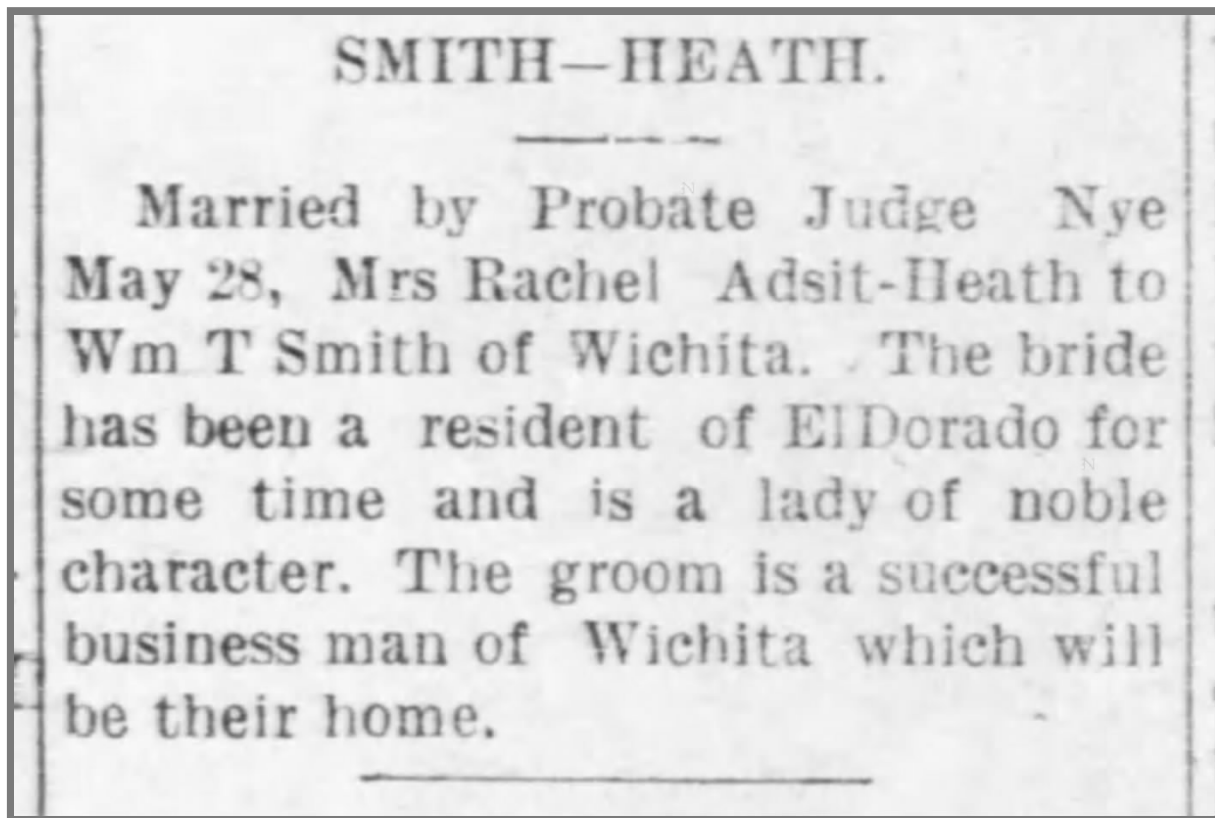 SMITH—HEATH.
Married by Probate Judge Nye
May 28, Mrs Rachel Adsit-Heath to
Wm T Smith of Wichita. The bride
has been a resident of ElDorado for
some time and is a lady of noble
character. The groom is a successful
business man of Wichita which will
be their home.